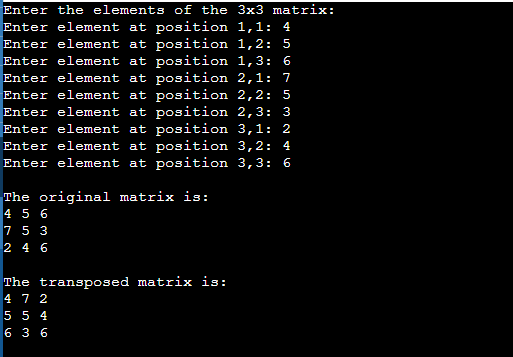 Enter the elements of the 3x3 matrix:
Enter element at position 1,1: 4
Enter element at position 1,2: 5
Enter element at position 1,3: 6
Enter element at position 2,1: 7
Enter element at position 2,2: 5
Enter element at position 2,3: 3
Enter element at position 3,1: 2
Enter element at position 3,2: 4
Enter element at position 3,3: 6
The original matrix is:
4 5 6
7 5 3
2 4 6
The transposed matrix is:
4 7 2
5 5 4
6 3 6